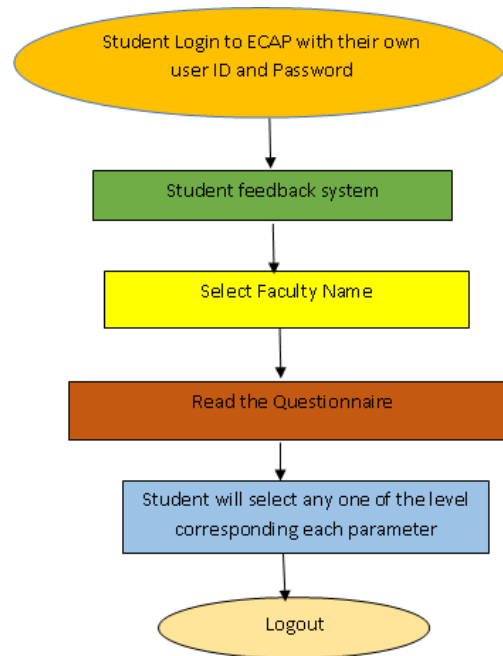 Student Login to ECAP with their own
user ID and Password
Student feedback system
Select Faculty Name
Read the Questionnaire
Student will select any one of the level
corresponding each parameter
Logout